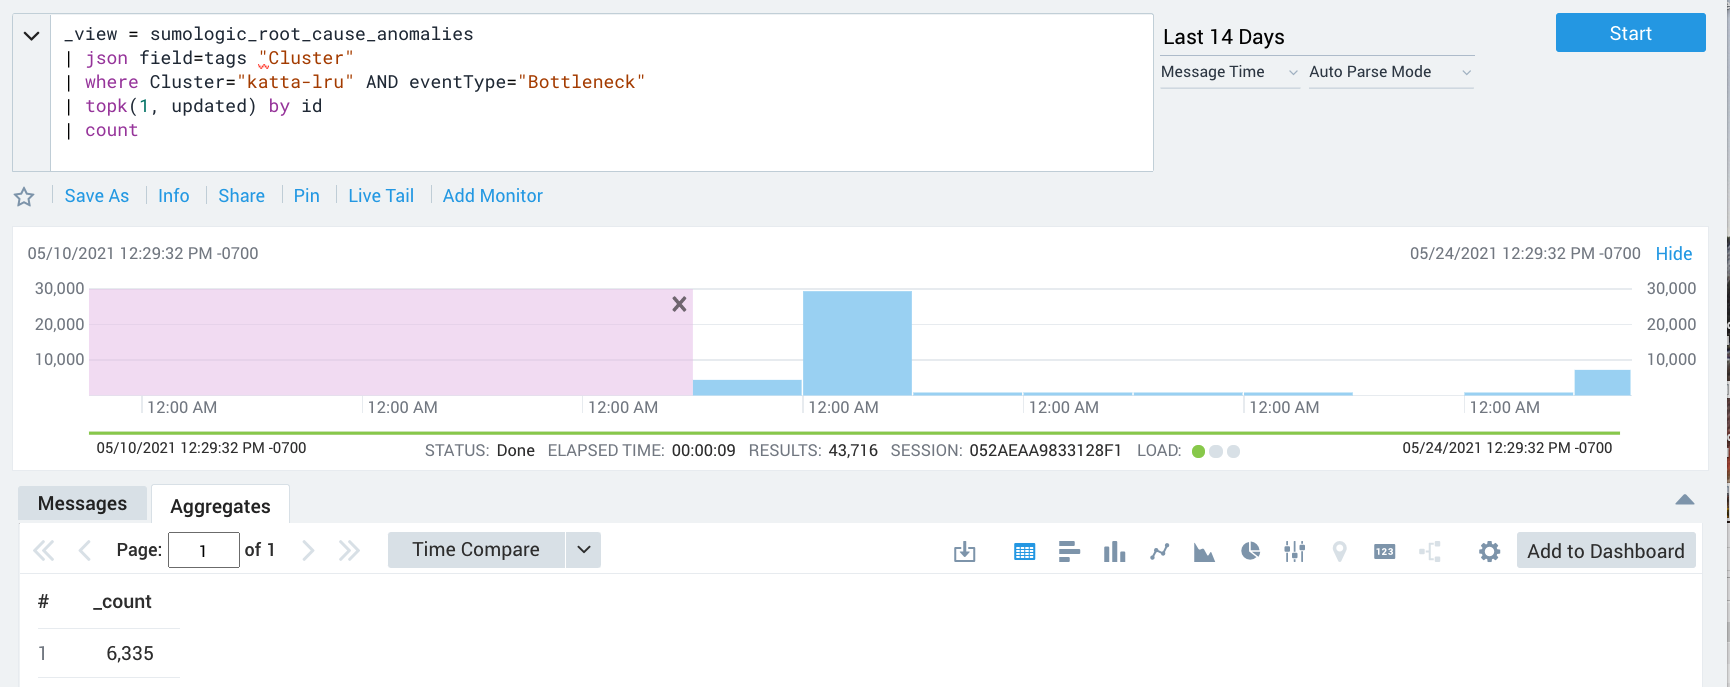 _view = sumologic_root_cause_anomalies
| json field=tags "Cluster"
| where Cluster="katta-lru" AND eventType="Bottleneck"
| topk(1, updated) by id
| count
Last 14 Days
Message Time Auto Parse Mode
Start
Save As Info Share Pin Live Tail Add Monitor
05/10/2021 12:29:32 PM -0700 05/24/2021 12:29:32 PM -0700 Hide
30,000 30,000
20,000 20,000
10,000 10,000
12:00 AM 12:00 AM 12:00 AM 12:00 AM 12:00 AM 12:00 AM 12:00 AM
05/10/2021 12:29:32 PM -0700 STATUS: Done ELAPSED TIME: 00:00:09 RESULTS: 43,716 SESSION: 052AEAA9833128F1 LOAD: 05/24/2021 12:29:32 PM -0700
Messages Aggregates
Page: 1 of 1 Time Compare 123 Add to Dashboard
# _count
1 6,335